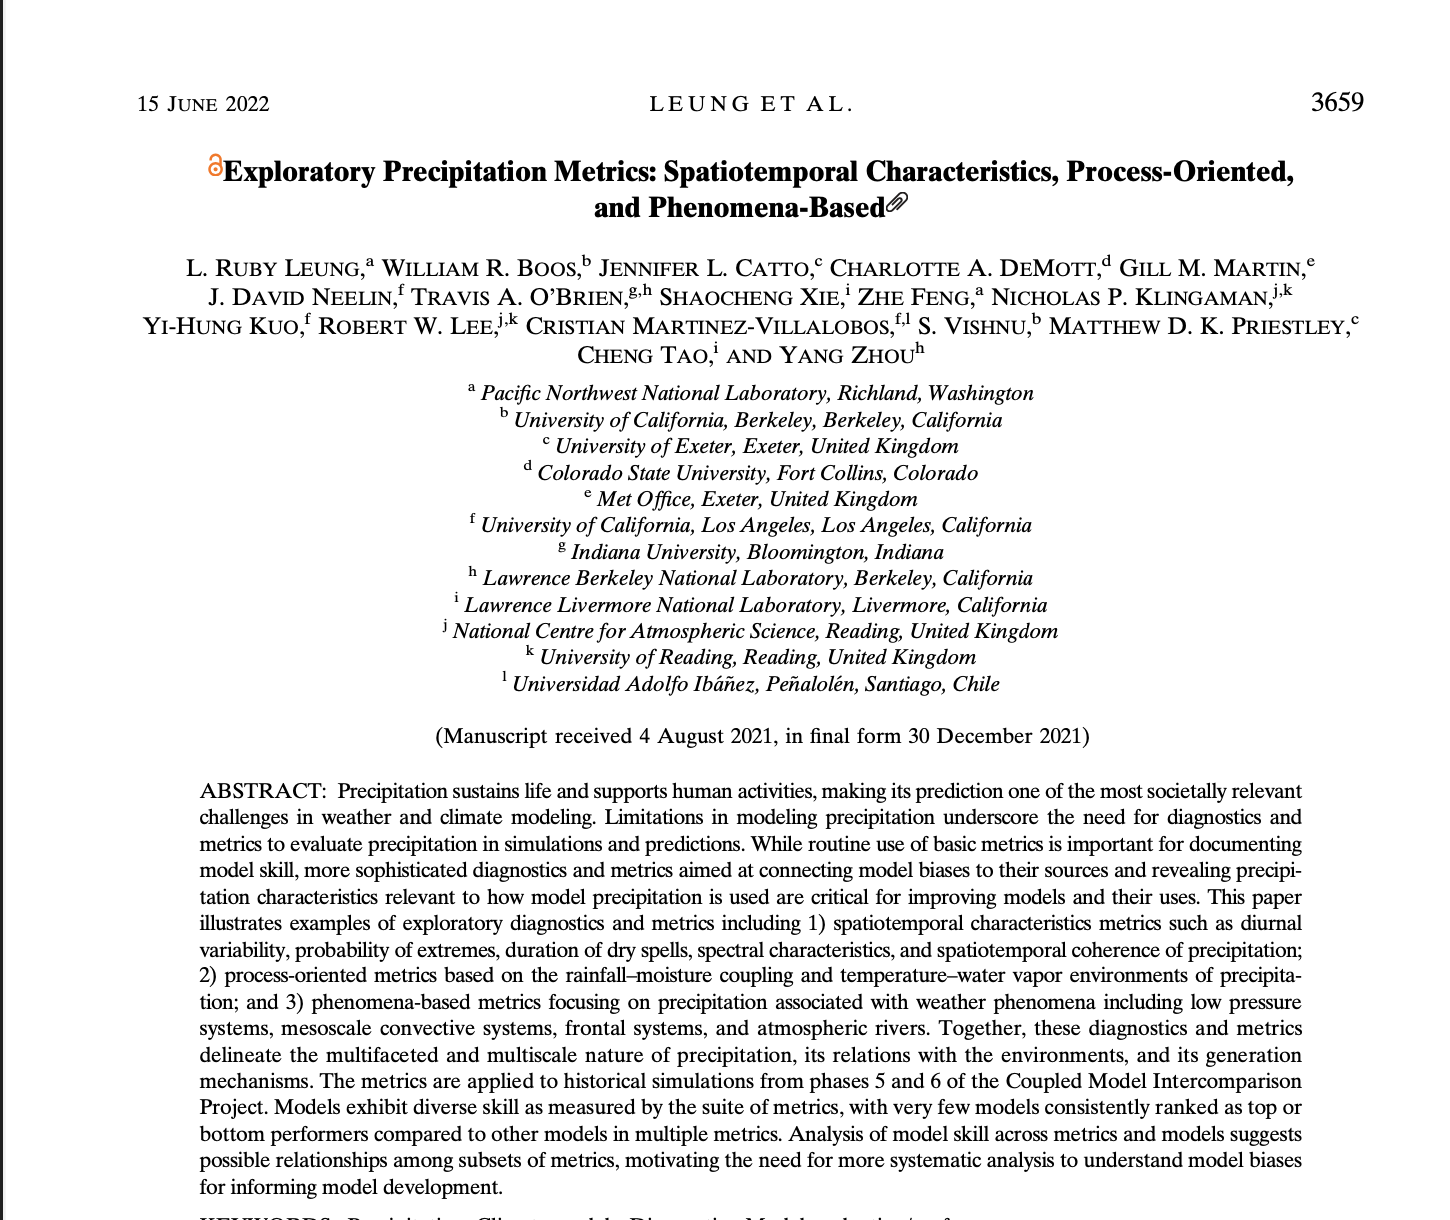 15 JUNE 2022
LEUNG ET AL.
3659
Exploratory Precipitation Metrics: Spatiotemporal Characteristics, Process-Oriented,
and Phenomena-Based
L. RUBY LEUNG,a WILLIAM R. BOOS,b JENNIFER L. CATTO,c CHARLOTTE A. DEMOTT,d GILL M. MARTIN,e
J. DAVID NEELIN,f TRAVIS A. O'BRIEN,g,h SHAOCHENG XIE,i ZHE FENG,a NICHOLAS P. KLINGAMAN,j,k
YI-HUNG KUO,f ROBERT W. LEE,j,k CRISTIAN MARTINEZ-VILLALOBOS,f,l S. VISHNU,b MATTHEW D. K. PRIESTLEY,c
CHENG TAO,i AND YANG ZHOUh
a Pacific Northwest National Laboratory, Richland, Washington
b University of California, Berkeley, Berkeley, California
c University of Exeter, Exeter, United Kingdom
d Colorado State University, Fort Collins, Colorado
e Met Office, Exeter, United Kingdom
f University of California, Los Angeles, Los Angeles, California
g Indiana University, Bloomington, Indiana
h Lawrence Berkeley National Laboratory, Berkeley, California
i Lawrence Livermore National Laboratory, Livermore, California
j National Centre for Atmospheric Science, Reading, United Kingdom
k University of Reading, Reading, United Kingdom
l Universidad Adolfo Ibáñez, Peñalolén, Santiago, Chile
(Manuscript received 4 August 2021, in final form 30 December 2021)
ABSTRACT: Precipitation sustains life and supports human activities, making its prediction one of the most societally relevant
challenges in weather and climate modeling. Limitations in modeling precipitation underscore the need for diagnostics and
metrics to evaluate precipitation in simulations and predictions. While routine use of basic metrics is important for documenting
model skill, more sophisticated diagnostics and metrics aimed at connecting model biases to their sources and revealing precipi-
tation characteristics relevant to how model precipitation is used are critical for improving models and their uses. This paper
illustrates examples of exploratory diagnostics and metrics including 1) spatiotemporal characteristics metrics such as diurnal
variability, probability of extremes, duration of dry spells, spectral characteristics, and spatiotemporal coherence of precipitation;
2) process-oriented metrics based on the rainfall–moisture coupling and temperature–water vapor environments of precipita-
tion; and 3) phenomena-based metrics focusing on precipitation associated with weather phenomena including low pressure
systems, mesoscale convective systems, frontal systems, and atmospheric rivers. Together, these diagnostics and metrics
delineate the multifaceted and multiscale nature of precipitation, its relations with the environments, and its generation
mechanisms. The metrics are applied to historical simulations from phases 5 and 6 of the Coupled Model Intercomparison
Project. Models exhibit diverse skill as measured by the suite of metrics, with very few models consistently ranked as top or
bottom performers compared to other models in multiple metrics. Analysis of model skill across metrics and models suggests
possible relationships among subsets of metrics, motivating the need for more systematic analysis to understand model biases
for informing model development.